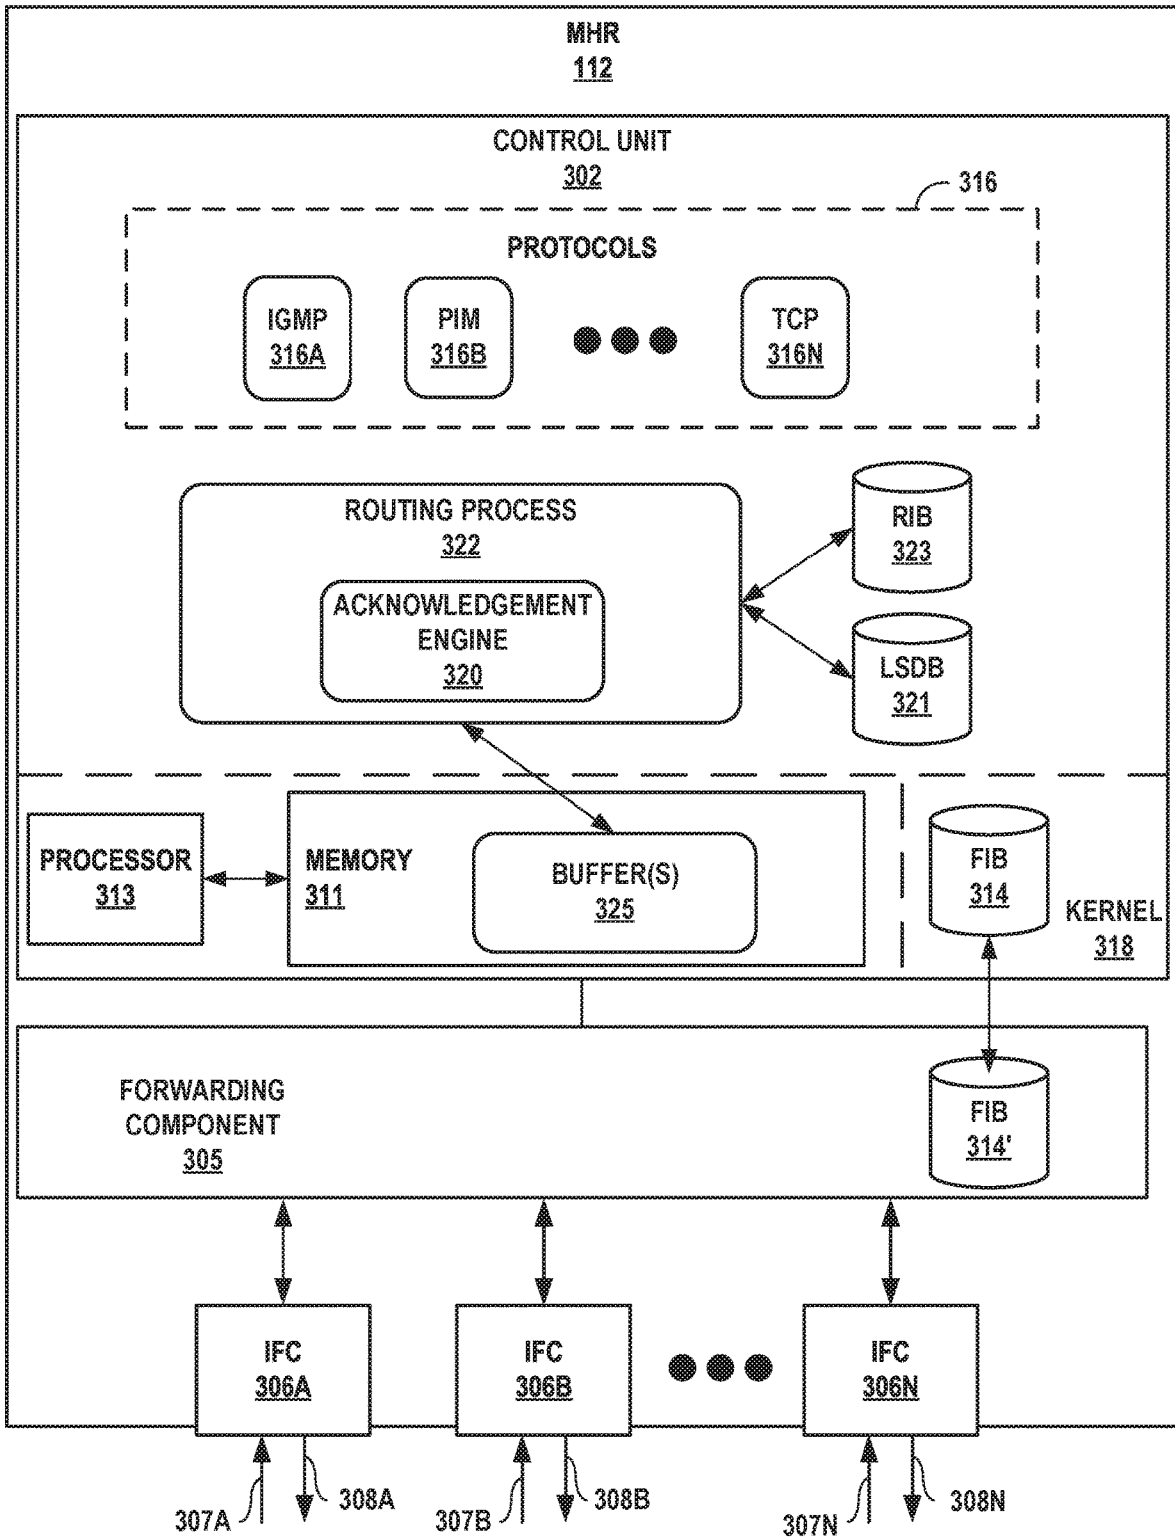 MHR
112
CONTROL UNIT
302
316
PROTOCOLS
IGMP
316A
PIM
316B
TCP
316N
ROUTING PROCESS
322
ACKNOWLEDGEMENT
ENGINE
320
RIB
323
LSDB
321
PROCESSOR
313
MEMORY
311
BUFFER(S)
325
FIB
314
KERNEL
318
FORWARDING
COMPONENT
305
FIB
314'
IFC
306A
IFC
306B
IFC
306N
307A
308A
307B
308B
307N
308N